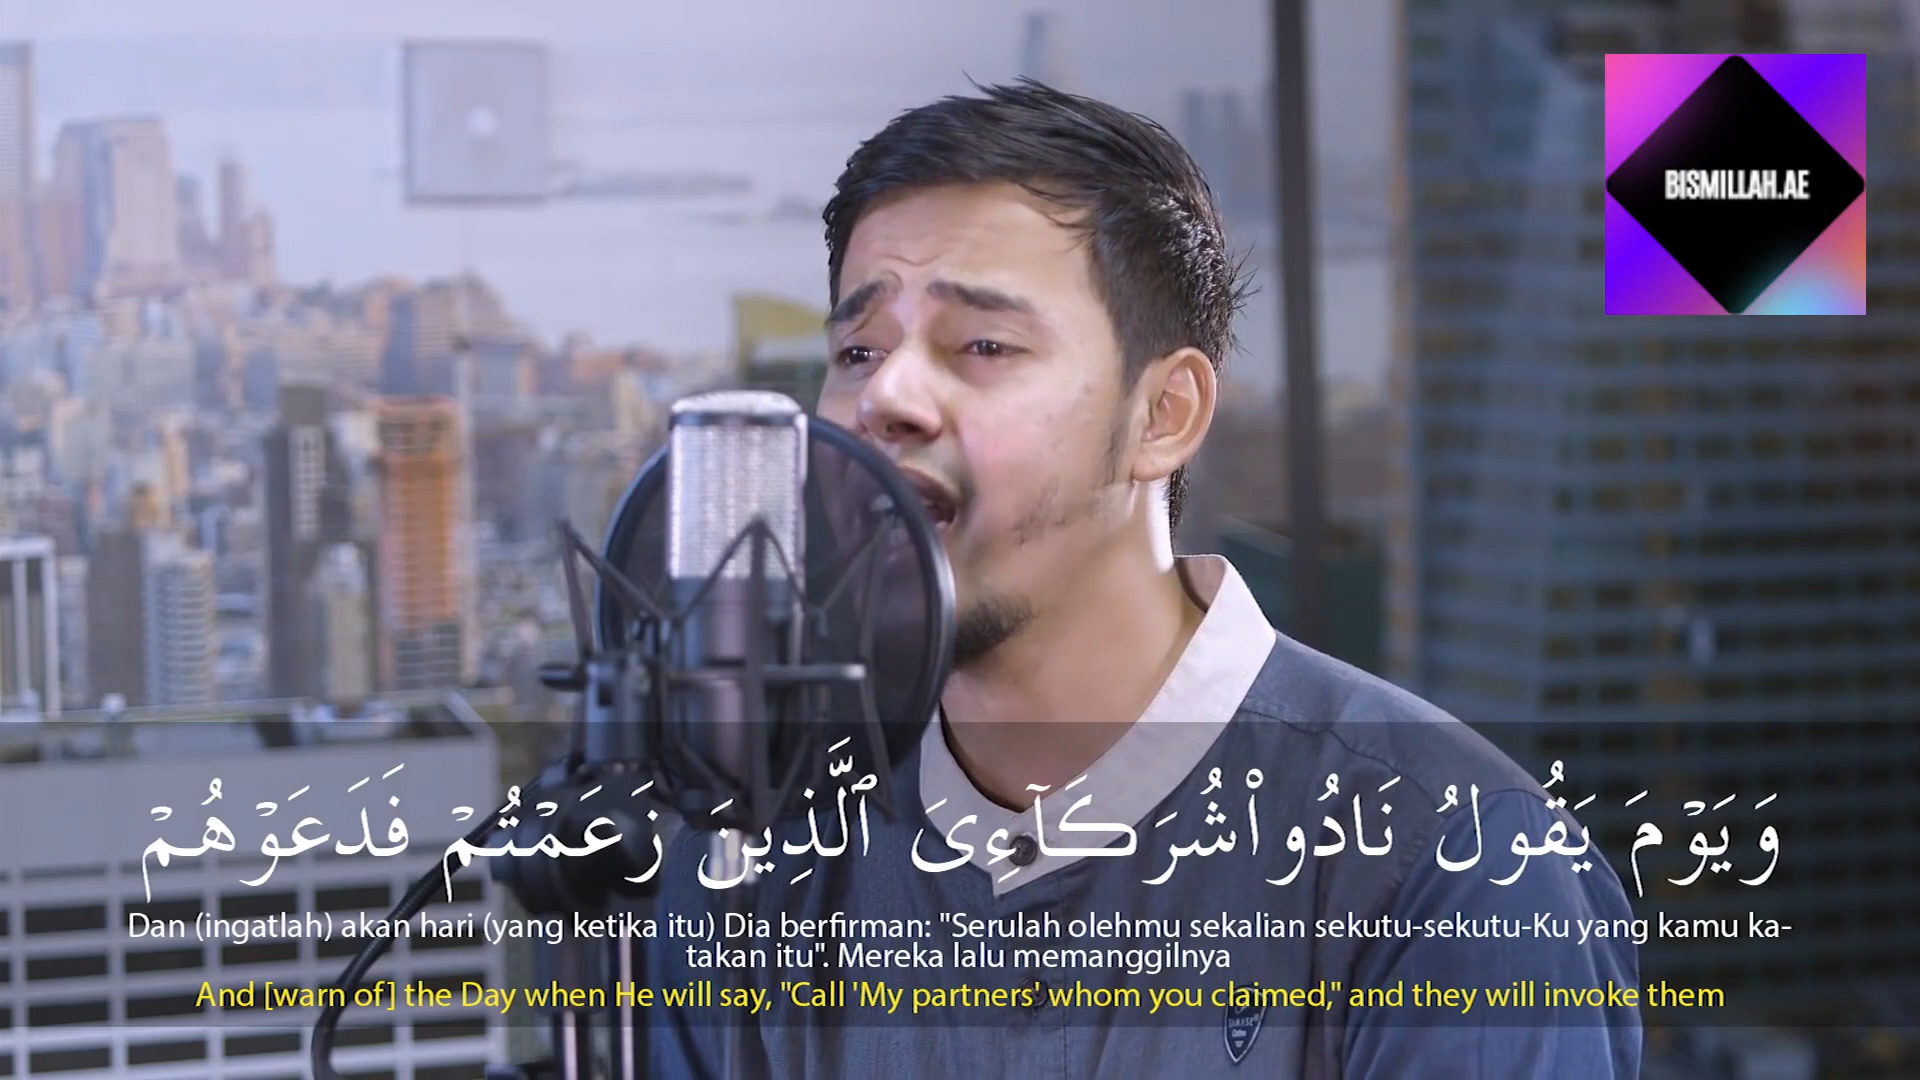 BISMILLAH.AE
وَيَوْمَ يَقُولُ نَادُوا۟ شُرَكَآءِىَ ٱلَّذِينَ زَعَمْتُمْ فَدَعَوْهُمْ
Dan (ingatlah) akan hari (yang ketika itu) Dia berfirman: "Serulah olehmu sekalian sekutu-sekutu-Ku yang kamu ka-
takan itu". Mereka lalu memanggilnya
And [warn of] the Day when He will say, "Call 'My partners' whom you claimed," and they will invoke them